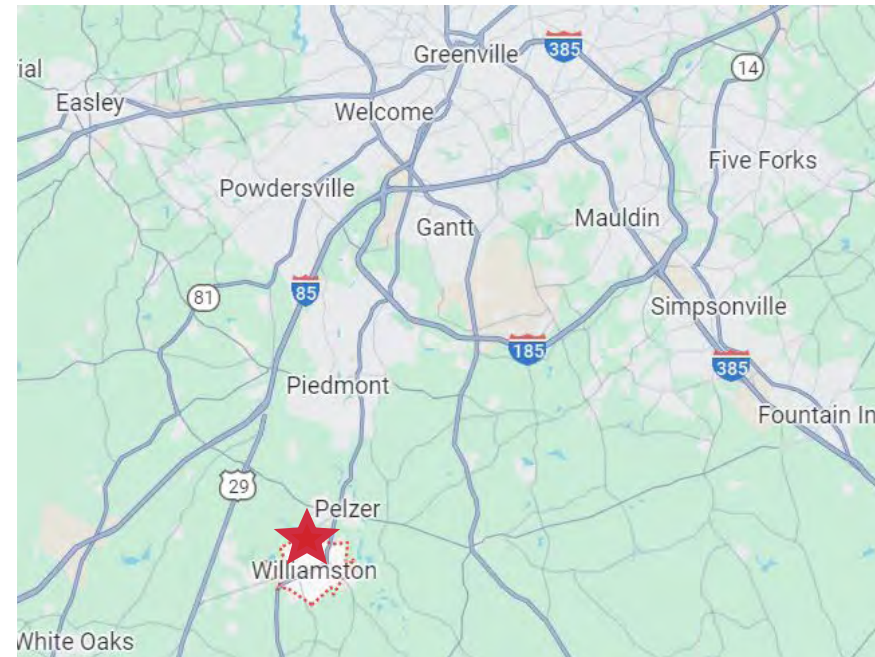 Greenville
385
14
ial
Easley
Welcome
Five Forks
Powdersville
Mauldin
Gantt
81
85
Simpsonville
185
385
Piedmont
Fountain In
29
Pelzer
Williamston
White Oaks